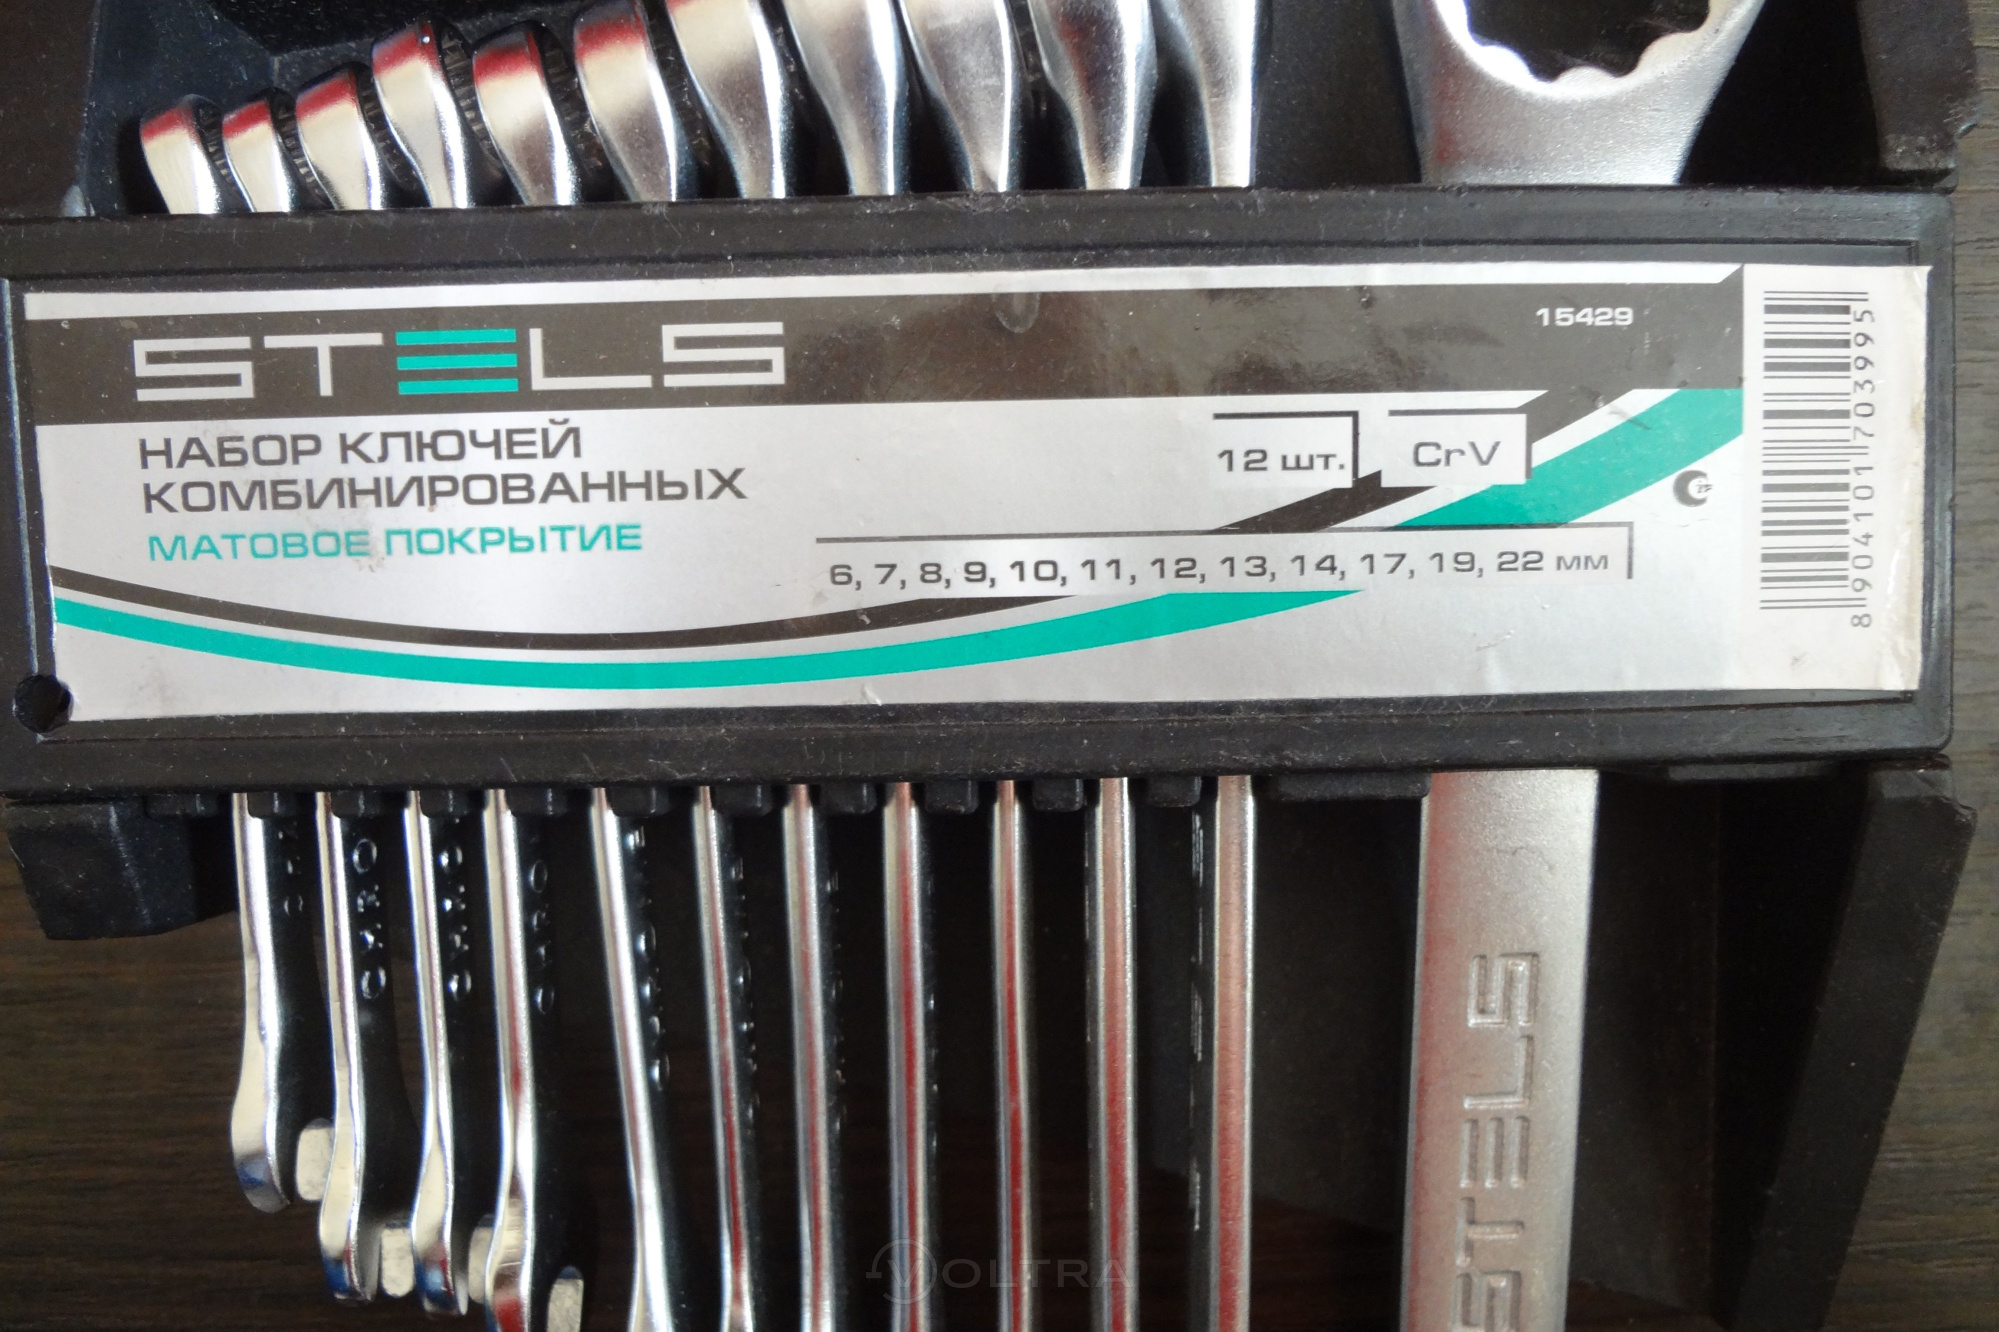 STELS
15429
НАБОР КЛЮЧЕЙ
КОМБИНИРОВАННЫХ
МАТОВОЕ ПОКРЫТИЕ
12 шт.
CrV
6, 7, 8, 9, 10, 11, 12, 13, 14, 17, 19, 22 мм
8 904101 703995
STELS
VOLTRA